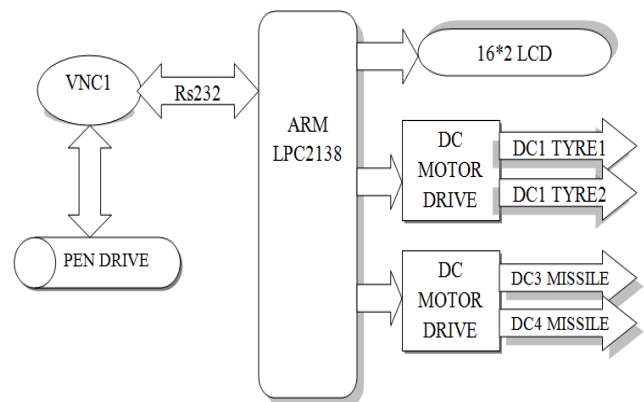 VNC1
Rs232
PEN DRIVE
ARM
LPC2138
16*2 LCD
DC
MOTOR
DRIVE
DC1 TYRE1
DC1 TYRE2
DC
MOTOR
DRIVE
DC3 MISSILE
DC4 MISSILE